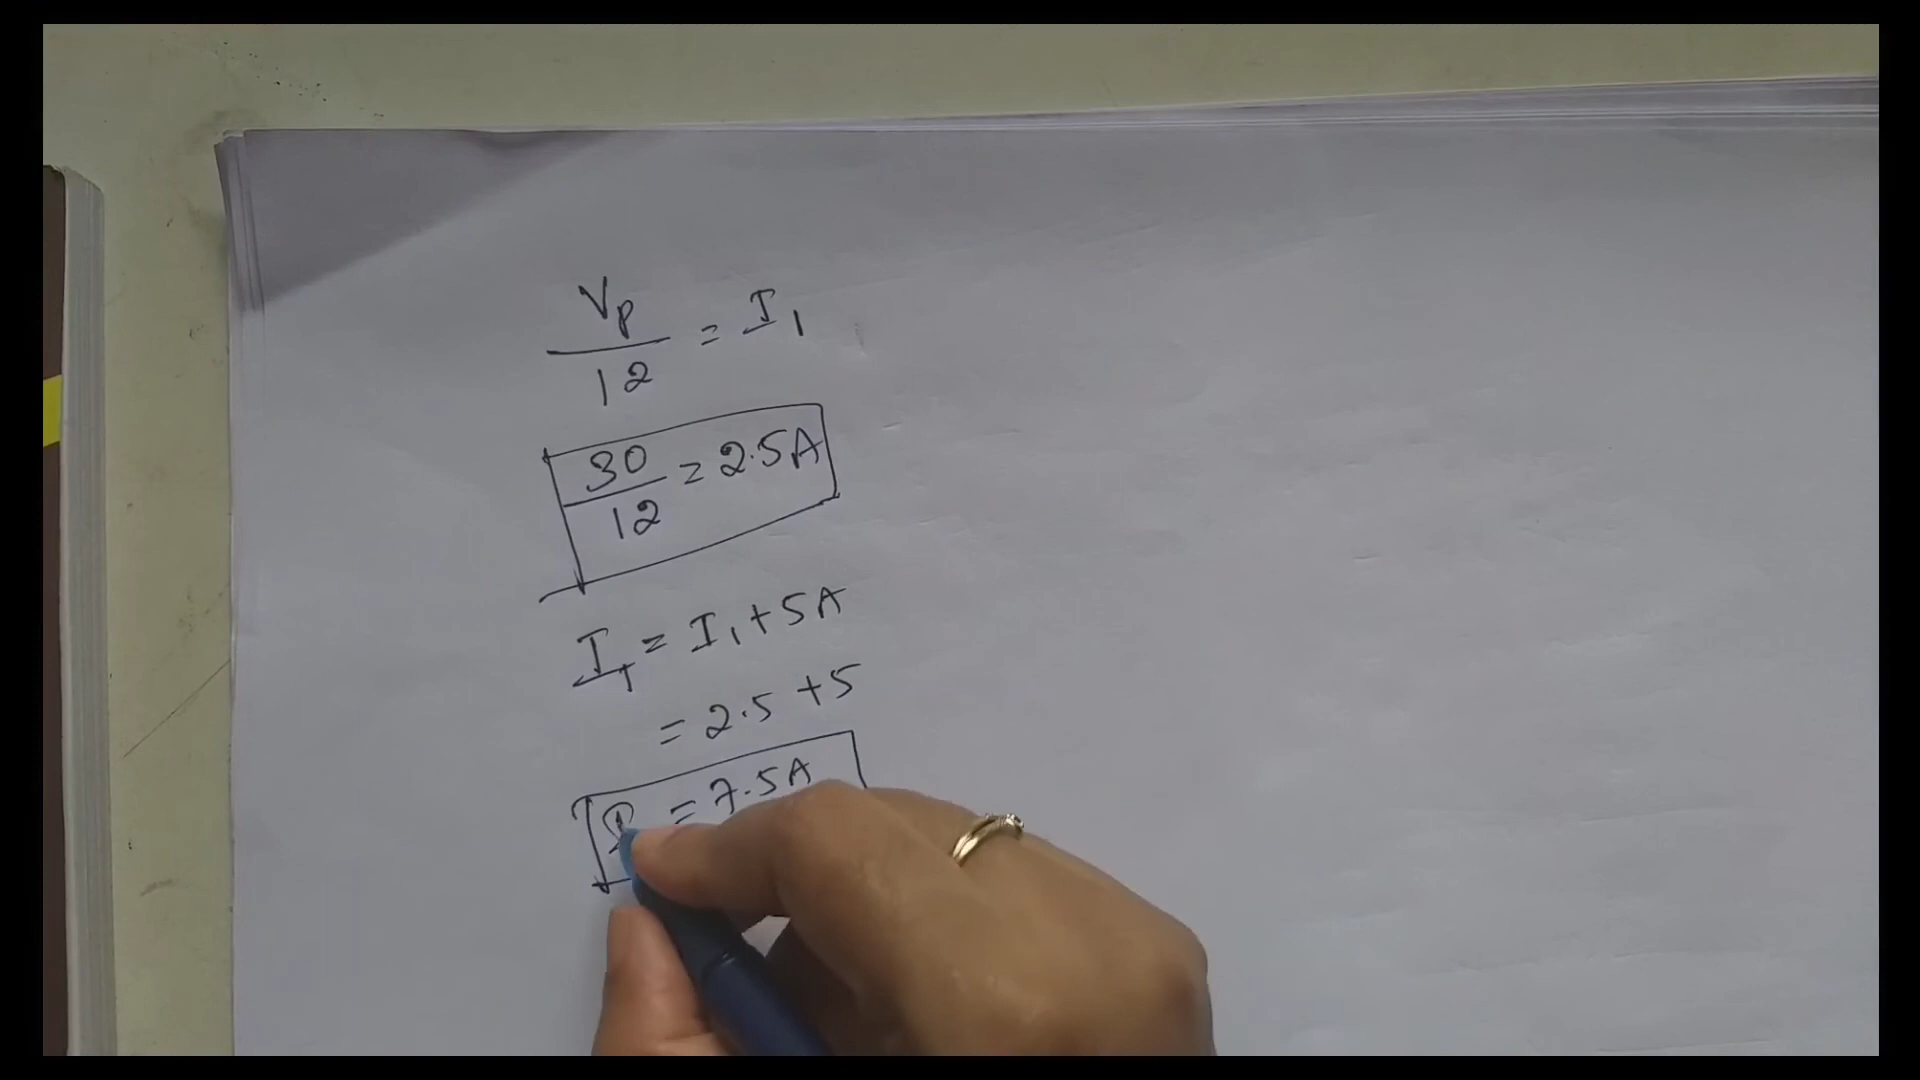 Vp/12 = I1
30/12 = 2.5A
IT = I1 + 5A
= 2.5 + 5
I = 7.5A